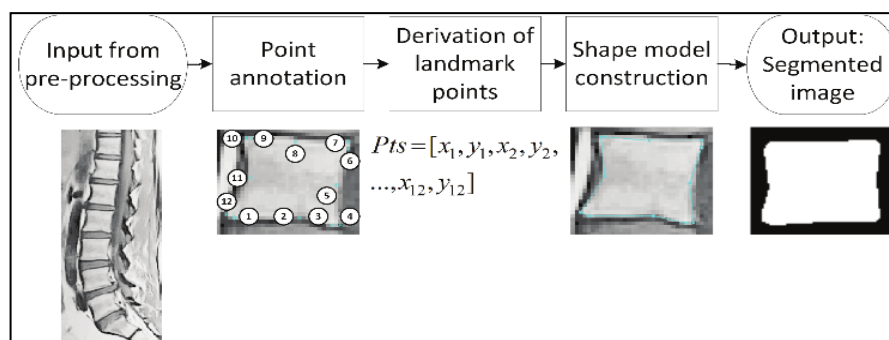 Input from
pre-processing
Point
annotation
Derivation of
landmark
points
Shape model
construction
Output:
Segmented
image
10 9 7
8
6
11
5
12
1 2 3 4
Pts=[x₁,y₁,x₂,y₂,
...,x₁₂,y₁₂]